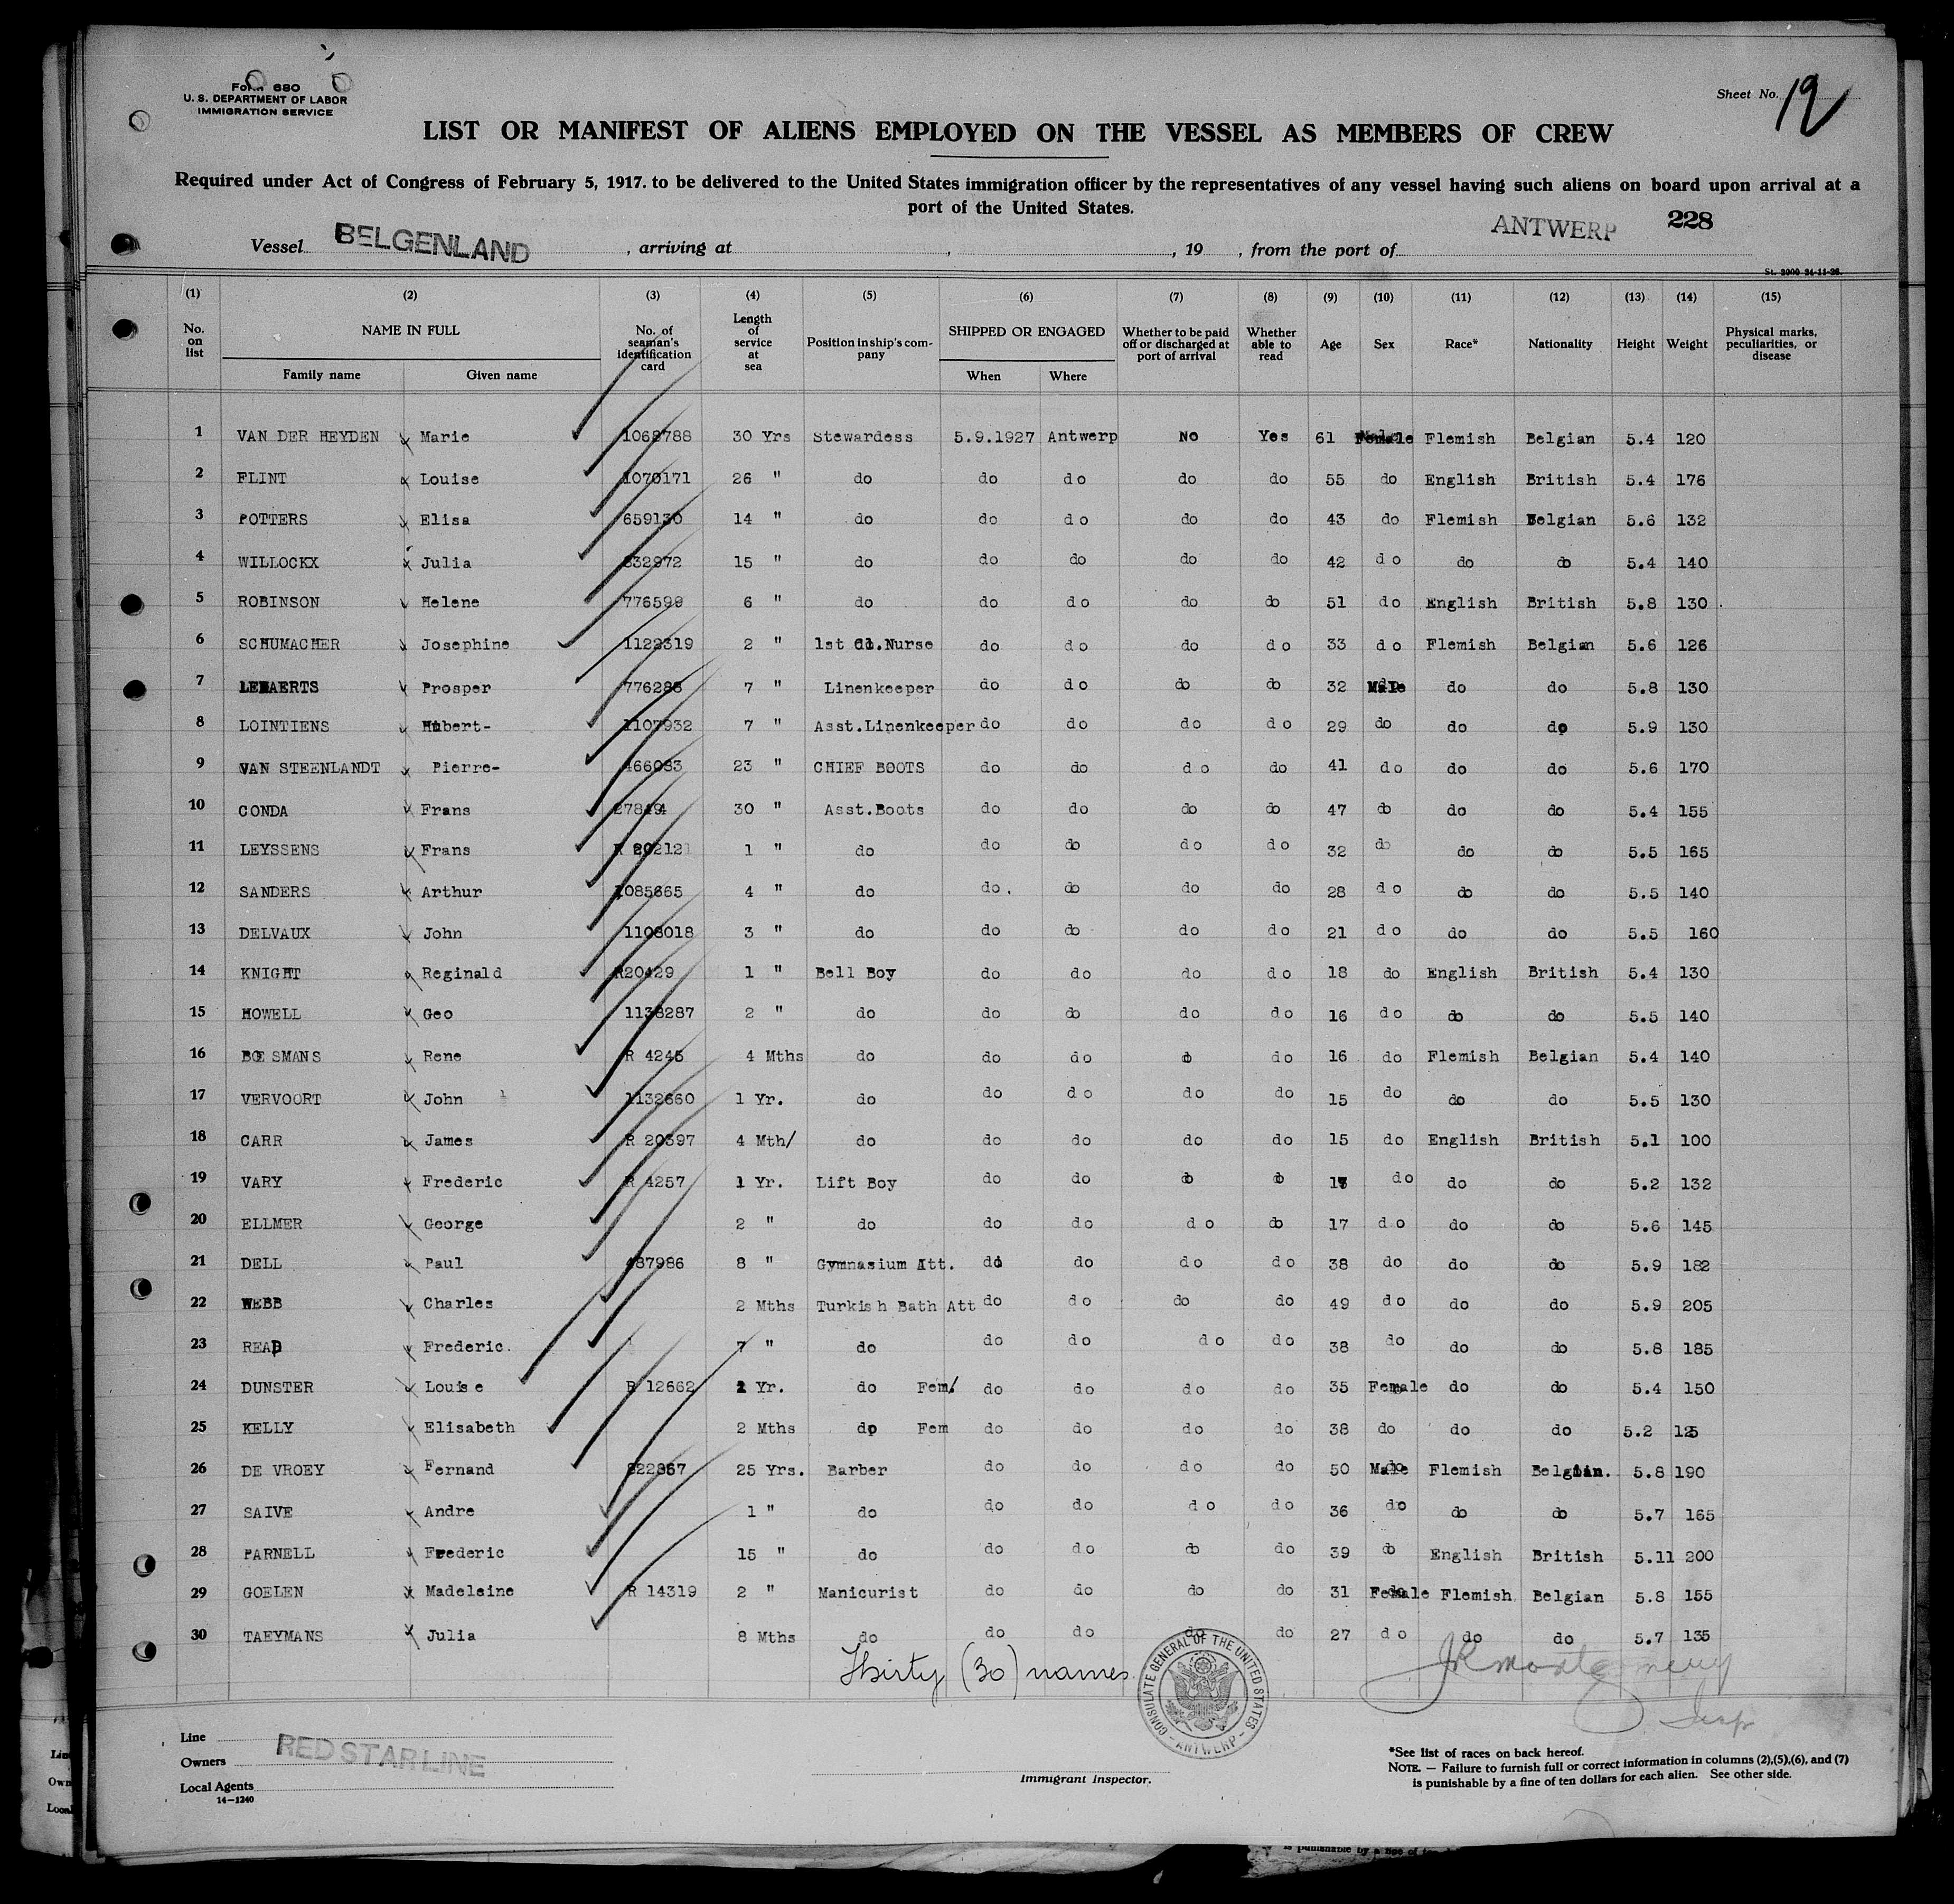 Form 680
U. S. DEPARTMENT OF LABOR
IMMIGRATION SERVICE
Sheet No. 12
LIST OR MANIFEST OF ALIENS EMPLOYED ON THE VESSEL AS MEMBERS OF CREW
Required under Act of Congress of February 5, 1917. to be delivered to the United States immigration officer by the representatives of any vessel having such aliens on board upon arrival at a
port of the United States.
228
Vessel BELGENLAND , arriving at , , 19 , from the port of ANTWERP
St. 2000 24-11-26.
(1) (2) (3) (4) (5) (6) (7) (8) (9) (10) (11) (12) (13) (14) (15)
No. on list NAME IN FULL No. of seaman's identification card Length of service at sea Position in ship's company SHIPPED OR ENGAGED Whether to be paid off or discharged at port of arrival Whether able to read Age Sex Race* Nationality Height Weight Physical marks, peculiarities, or disease
Family name Given name When Where
1 VAN DER HEYDEN Marie 1062788 30 Yrs Stewardess 5.9.1927 Antwerp No Yes 61 Female Flemish Belgian 5.4 120
2 FLINT Louise 1070171 26 " do do do do do 55 do English British 5.4 176
3 POTTERS Elisa 659130 14 " do do do do do 43 do Flemish Belgian 5.6 132
4 WILLOCKX Julia 832972 15 " do do do do do 42 do do do 5.4 140
5 ROBINSON Helene 776599 6 " do do do do do 51 do English British 5.8 130
6 SCHUMACHER Josephine 1122319 2 " 1st Cl.Nurse do do do do 33 do Flemish Belgian 5.6 126
7 LENAERTS Prosper 776285 7 " Linenkeeper do do do do 32 Male do do 5.8 130
8 LOINTIENS Hubert- 1107932 7 " Asst.Linenkeeper do do do do 29 do do do 5.9 130
9 VAN STEENLANDT Pierre- 466083 23 " CHIEF BOOTS do do do do 41 do do do 5.6 170
10 CONDA Frans 30 " Asst.Boots do do do do 47 do do do 5.4 155
11 LEYSSENS Frans R 202121 1 " do do do do do 32 do do do 5.5 165
12 SANDERS Arthur 1085665 4 " do do do do do 28 do do do 5.5 140
13 DELVAUX John 1108018 3 " do do do do do 21 do do do 5.5 160
14 KNIGHT Reginald R20429 1 " Bell Boy do do do do 18 do English British 5.4 130
15 HOWELL Geo 1138287 2 " do do do do do 16 do do do 5.5 140
16 BOESMANS Rene R 4245 4 Mths do do do do do 16 do Flemish Belgian 5.4 140
17 VERVOORT John 1132660 1 Yr. do do do do do 15 do do do 5.5 130
18 CARR James R 20397 4 Mth/ do do do do do 15 do English British 5.1 100
19 VARY Frederic R 4257 1 Yr. Lift Boy do do do do do do do 5.2 132
20 ELLMER George 2 " do do do do do 17 do do do 5.6 145
21 DELL Paul 487986 8 " Gymnasium Att. do do do do 38 do do do 5.9 182
22 WEBB Charles 2 Mths Turkish Bath Att do do do do 49 do do do 5.9 205
23 READ Frederic. 7 " do do do do do 38 do do do 5.8 185
24 DUNSTER Louise R 12662 Yr. do Fem/ do do do do 35 Female do do 5.4 150
25 KELLY Elisabeth 2 Mths do Fem do do do do 38 do do do 5.2 125
26 DE VROEY Fernand 822367 25 Yrs. Barber do do do do 50 Male Flemish Belgian. 5.8 190
27 SAIVE Andre 1 " do do do do do 36 do do do 5.7 165
28 PARNELL Frederic 15 " do do do do do 39 do English British 5.11 200
29 GOELEN Madeleine R 14319 2 " Manicurist do do do do 31 Female Flemish Belgian 5.8 155
30 TAEYMANS Julia 8 Mths do do do do do 27 do do do 5.7 135
Thirty (30) names
JRMontgomery
Insp
CONSULATE GENERAL OF THE UNITED STATES - ANTWERP -
Line
Owners RED STAR LINE
Local Agents
14-1240
Immigrant Inspector.
*See list of races on back hereof.
NOTE. — Failure to furnish full or correct information in columns (2),(5),(6), and (7)
is punishable by a fine of ten dollars for each alien. See other side.